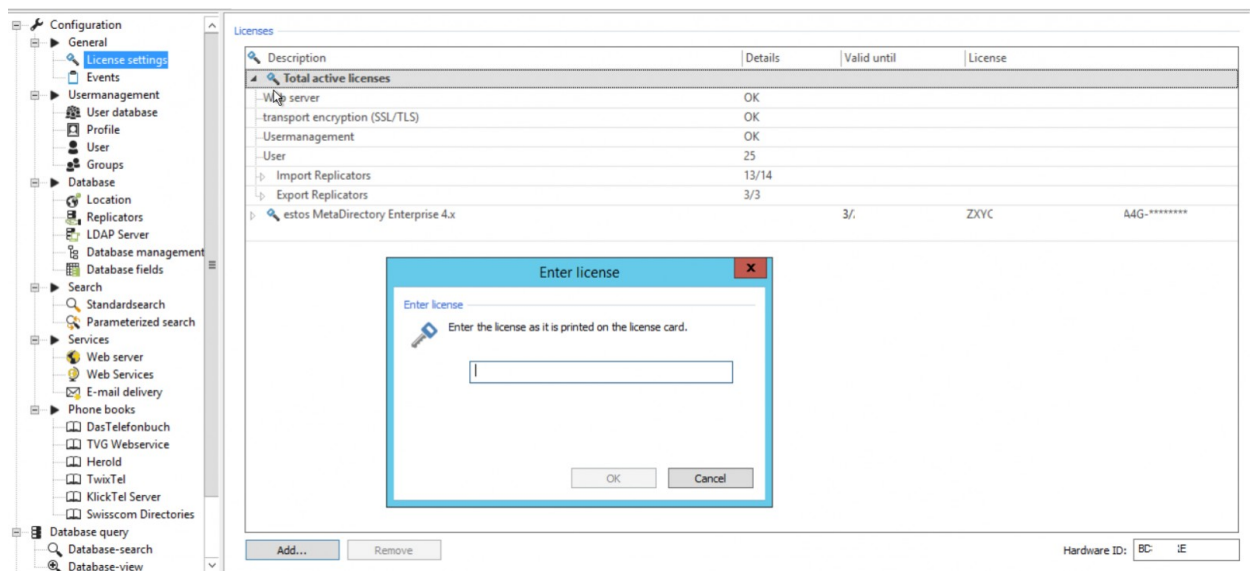 Configuration
General
License settings
Events
Usermanagement
User database
Profile
User
Groups
Database
Location
Replicators
LDAP Server
Database management
Database fields
Search
Standardsearch
Parameterized search
Services
Web server
Web Services
E-mail delivery
Phone books
DasTelefonbuch
TVG Webservice
Herold
TwixTel
KlickTel Server
Swisscom Directories
Database query
Database-search
Database-view
Licenses
Description Details Valid until License
Total active licenses
Web server OK
transport encryption (SSL/TLS) OK
Usermanagement OK
User 25
Import Replicators 13/14
Export Replicators 3/3
estos MetaDirectory Enterprise 4.x 3/. ZXYC A4G-********
Enter license
x
Enter license
Enter the license as it is printed on the license card.
OK Cancel
Add... Remove Hardware ID: